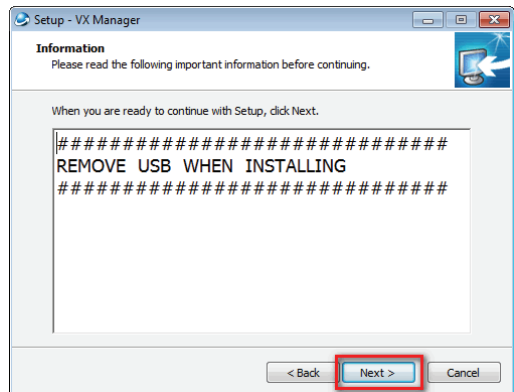 Setup - VX Manager
Information
Please read the following important information before continuing.
When you are ready to continue with Setup, click Next.
##############################
REMOVE USB WHEN INSTALLING
##############################
< Back
Next >
Cancel